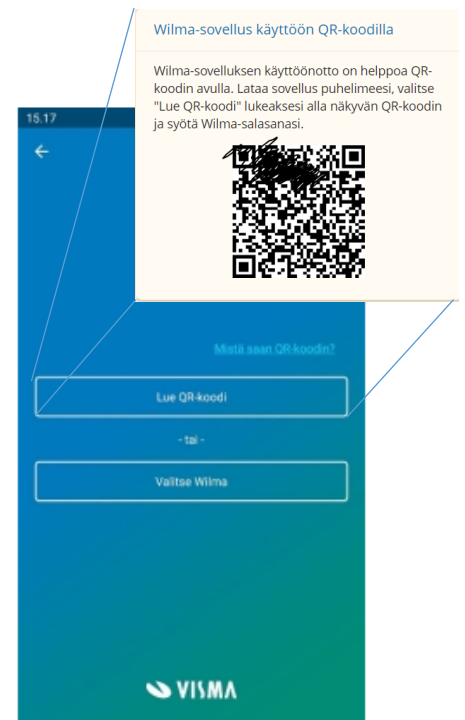 Wilma-sovellus käyttöön QR-koodilla
Wilma-sovelluksen käyttöönotto on helppoa QR-
koodin avulla. Lataa sovellus puhelimeesi, valitse
"Lue QR-koodi" lukeaksesi alla näkyvän QR-koodin
ja syötä Wilma-salasanasi.
15.17
Mistä saan QR-koodin?
Lue QR-koodi
- tai -
Valitse Wilma
VISMA